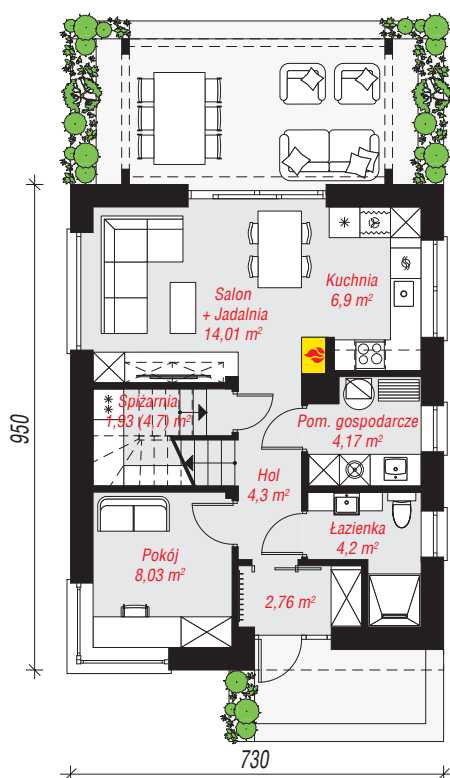 Salon
+ Jadalnia
14,01 m²
Kuchnia
6,9 m²
Spiżarnia
1,93 (4,7) m²
Pom. gospodarcze
4,17 m²
Hol
4,3 m²
Łazienka
4,2 m²
Pokój
8,03 m²
2,76 m²
950
730